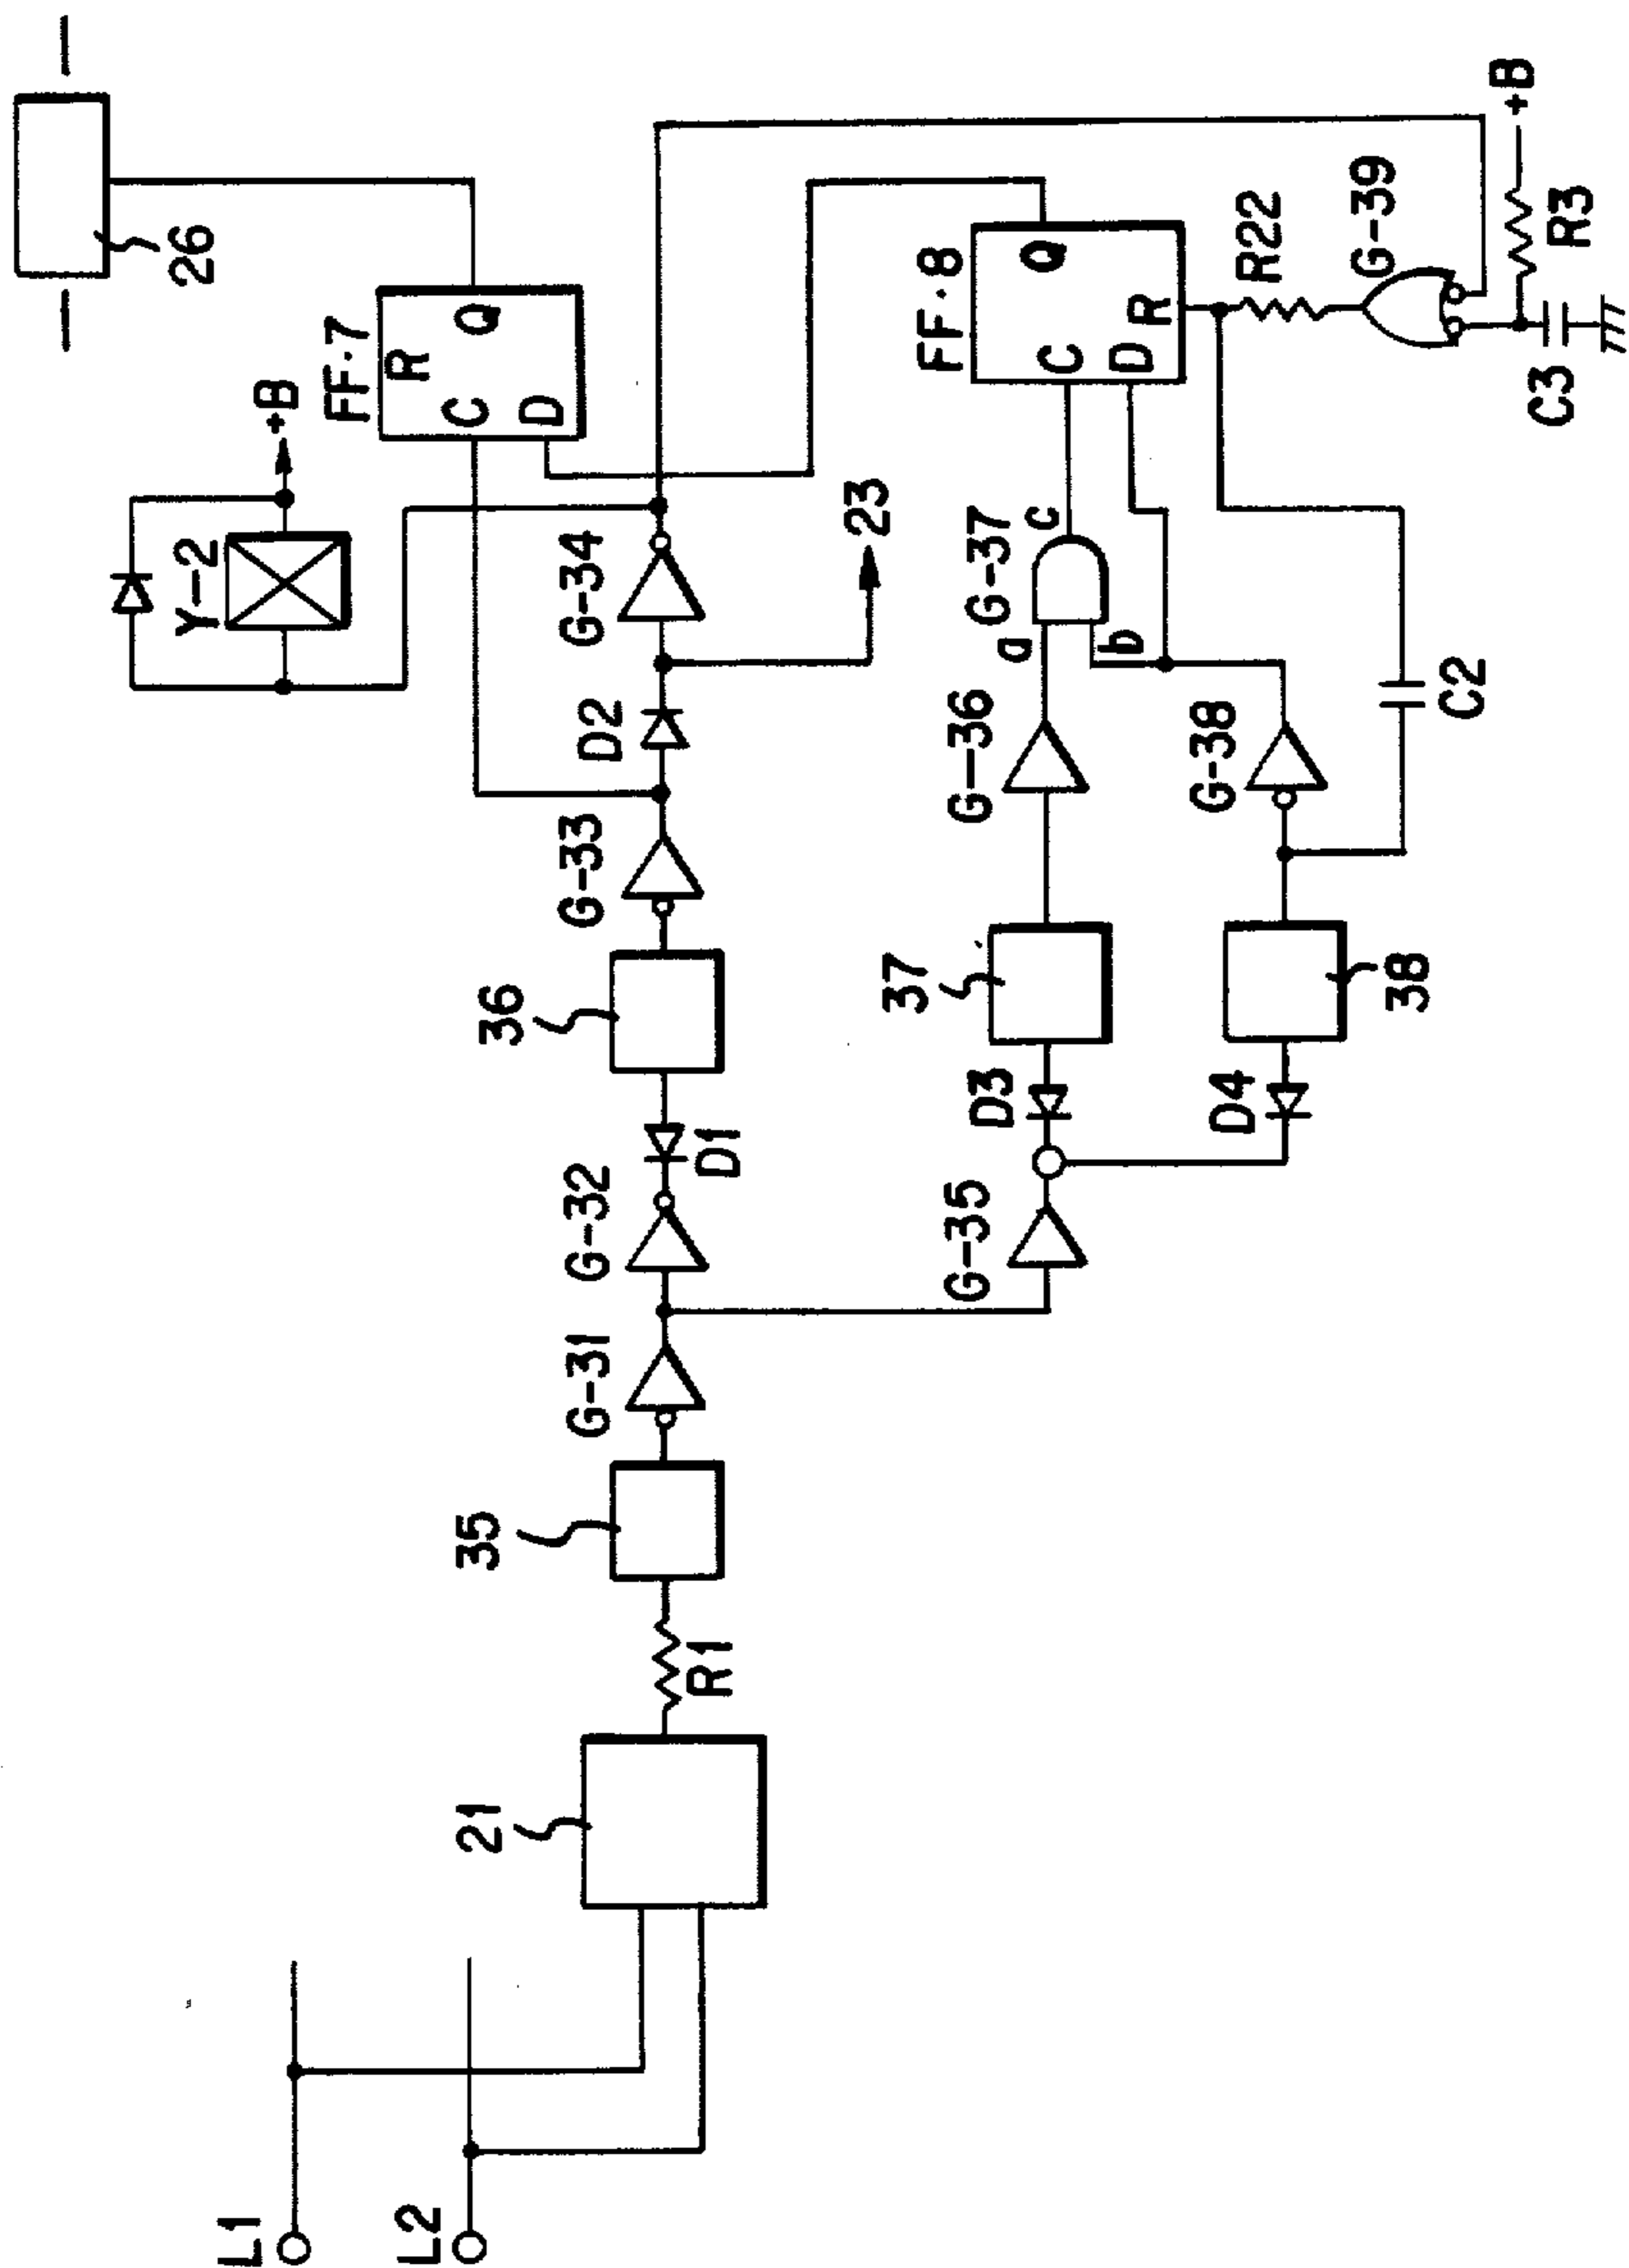 L1
L2
21
R1
35
G-31
G-32
D1
36
G-33
D2
G-34
23
Y-2
+B
FF·7
R
C
Q
D
26
G-35
D3
37
G-36
D4
38
G-38
C2
G-37
a
b
c
FF·8
C
Q
D
R
R22
G-39
R3
+B
C3